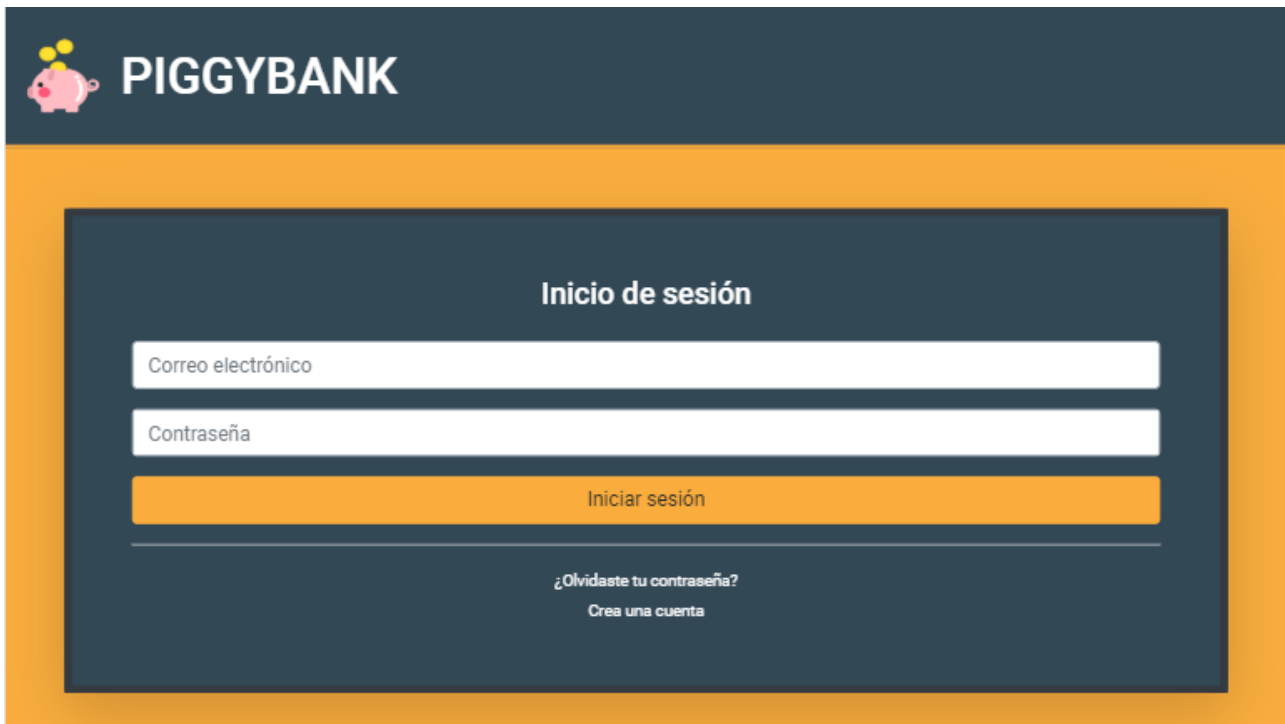 PIGGYBANK
Inicio de sesión
Correo electrónico
Contraseña
Iniciar sesión
¿Olvidaste tu contraseña?
Crea una cuenta